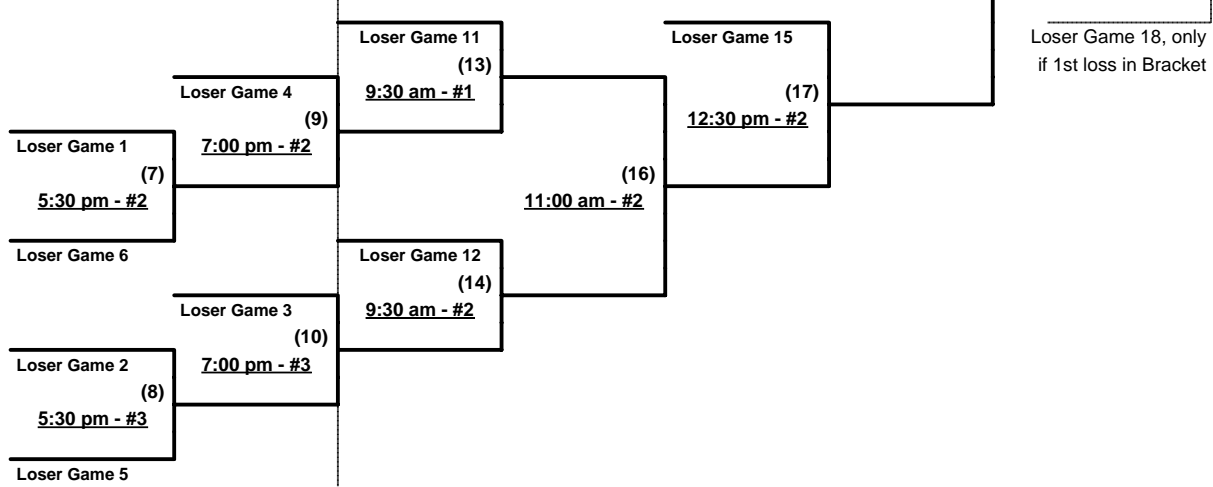 Loser Game 11
(13)
9:30 am - #1
Loser Game 15
(17)
12:30 pm - #2
Loser Game 18, only
if 1st loss in Bracket
Loser Game 4
(9)
7:00 pm - #2
Loser Game 1
(7)
5:30 pm - #2
Loser Game 6
(16)
11:00 am - #2
Loser Game 12
(14)
9:30 am - #2
Loser Game 3
(10)
7:00 pm - #3
Loser Game 2
(8)
5:30 pm - #3
Loser Game 5